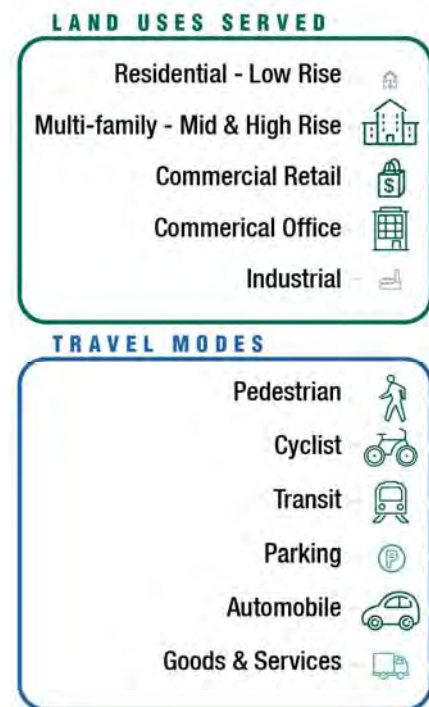 LAND USES SERVED
Residential - Low Rise
Multi-family - Mid & High Rise
Commercial Retail
$
Commerical Office
Industrial
TRAVEL MODES
Pedestrian
Cyclist
Transit
Parking
P
Automobile
Goods & Services